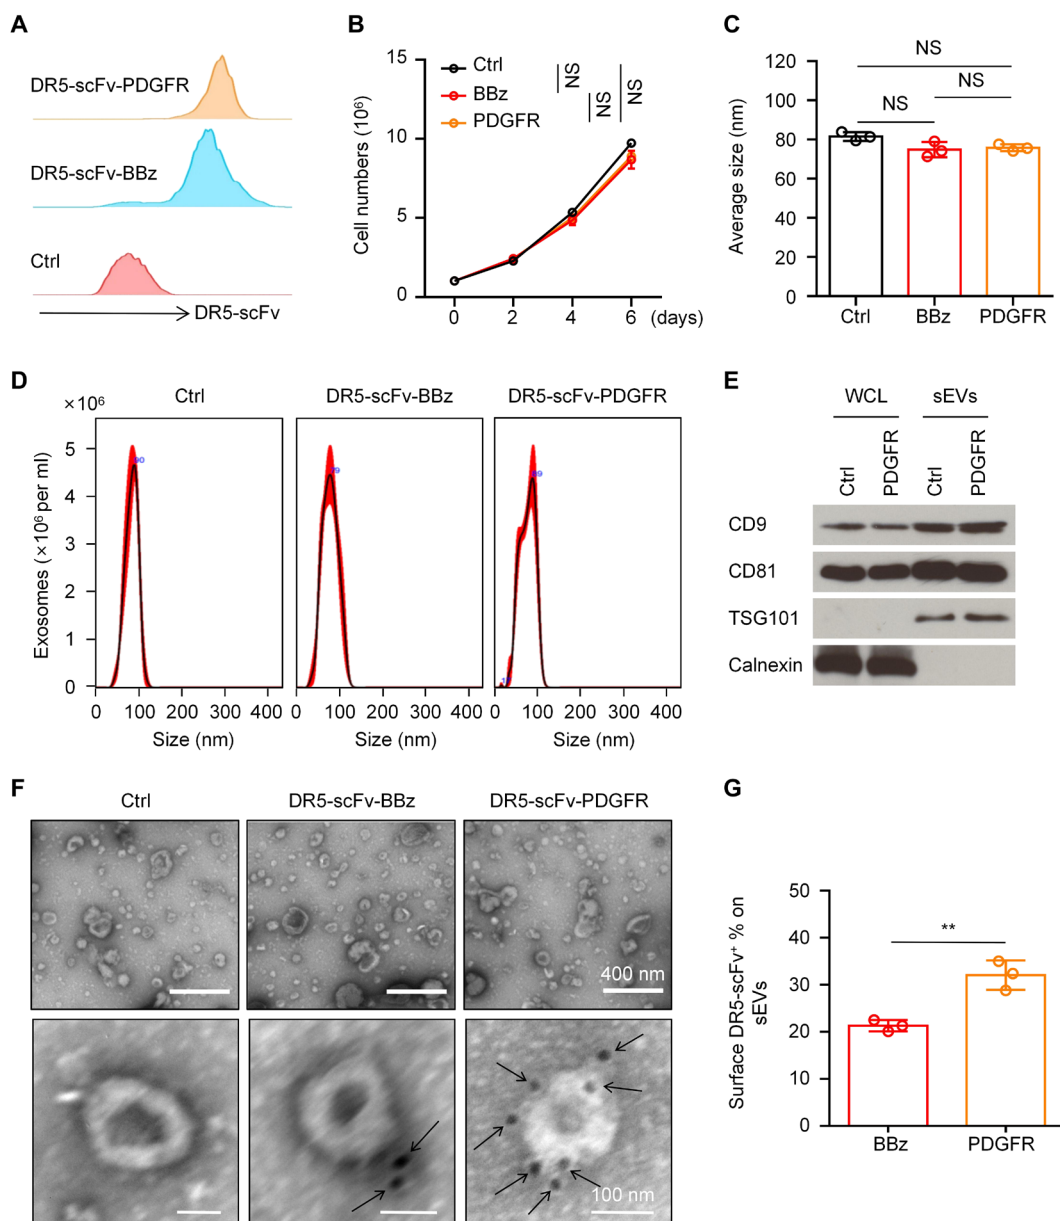 A
DR5-scFv-PDGFR
DR5-scFv-BBz
Ctrl
DR5-scFv
B
Cell numbers (10⁶)
15
10
5
0
Ctrl
BBz
PDGFR
NS
NS
NS
0 2 4 6 (days)
C
Average size (nm)
120
100
80
60
40
20
0
NS
NS
NS
Ctrl BBz PDGFR
D
Ctrl DR5-scFv-BBz DR5-scFv-PDGFR
×10⁶
Exosomes (×10⁶ per ml)
5
4
3
2
1
0
90
0 100 200 300 400
0 100 200 300 400
0 100 200 300 400
Size (nm) Size (nm) Size (nm)
E
WCL sEVs
Ctrl PDGFR Ctrl PDGFR
CD9
CD81
TSG101
Calnexin
F
Ctrl DR5-scFv-BBz DR5-scFv-PDGFR
400 nm
100 nm
G
Surface DR5-scFv⁺ % on
sEVs
50
40
30
20
10
0
**
BBz PDGFR